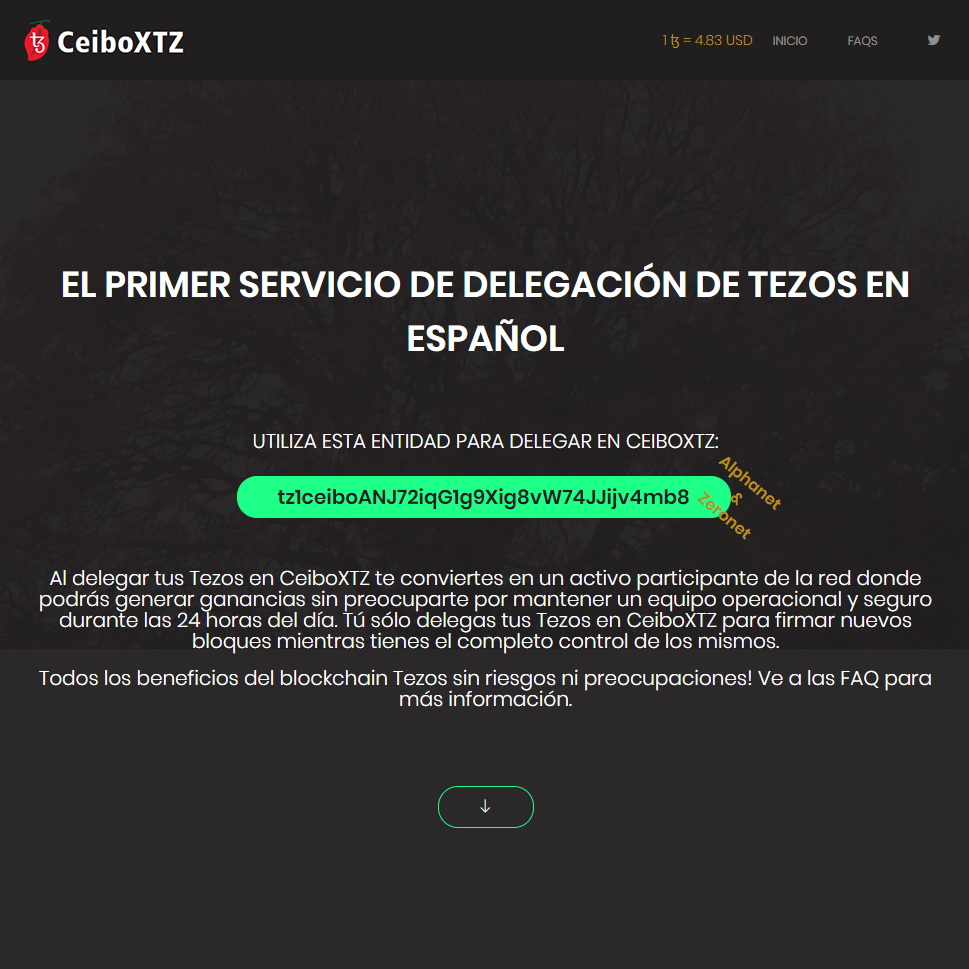 CeiboXTZ
1 ꜩ = 4.83 USD
INICIO
FAQS
EL PRIMER SERVICIO DE DELEGACIÓN DE TEZOS EN
ESPAÑOL
UTILIZA ESTA ENTIDAD PARA DELEGAR EN CEIBOXTZ:
tz1ceiboANJ72iqG1g9Xig8vW74JJijv4mb8
Alphanet
&
Zeronet
Al delegar tus Tezos en CeiboXTZ te conviertes en un activo participante de la red donde
podrás generar ganancias sin preocuparte por mantener un equipo operacional y seguro
durante las 24 horas del día. Tú sólo delegas tus Tezos en CeiboXTZ para firmar nuevos
bloques mientras tienes el completo control de los mismos.
Todos los beneficios del blockchain Tezos sin riesgos ni preocupaciones! Ve a las FAQ para
más información.
↓